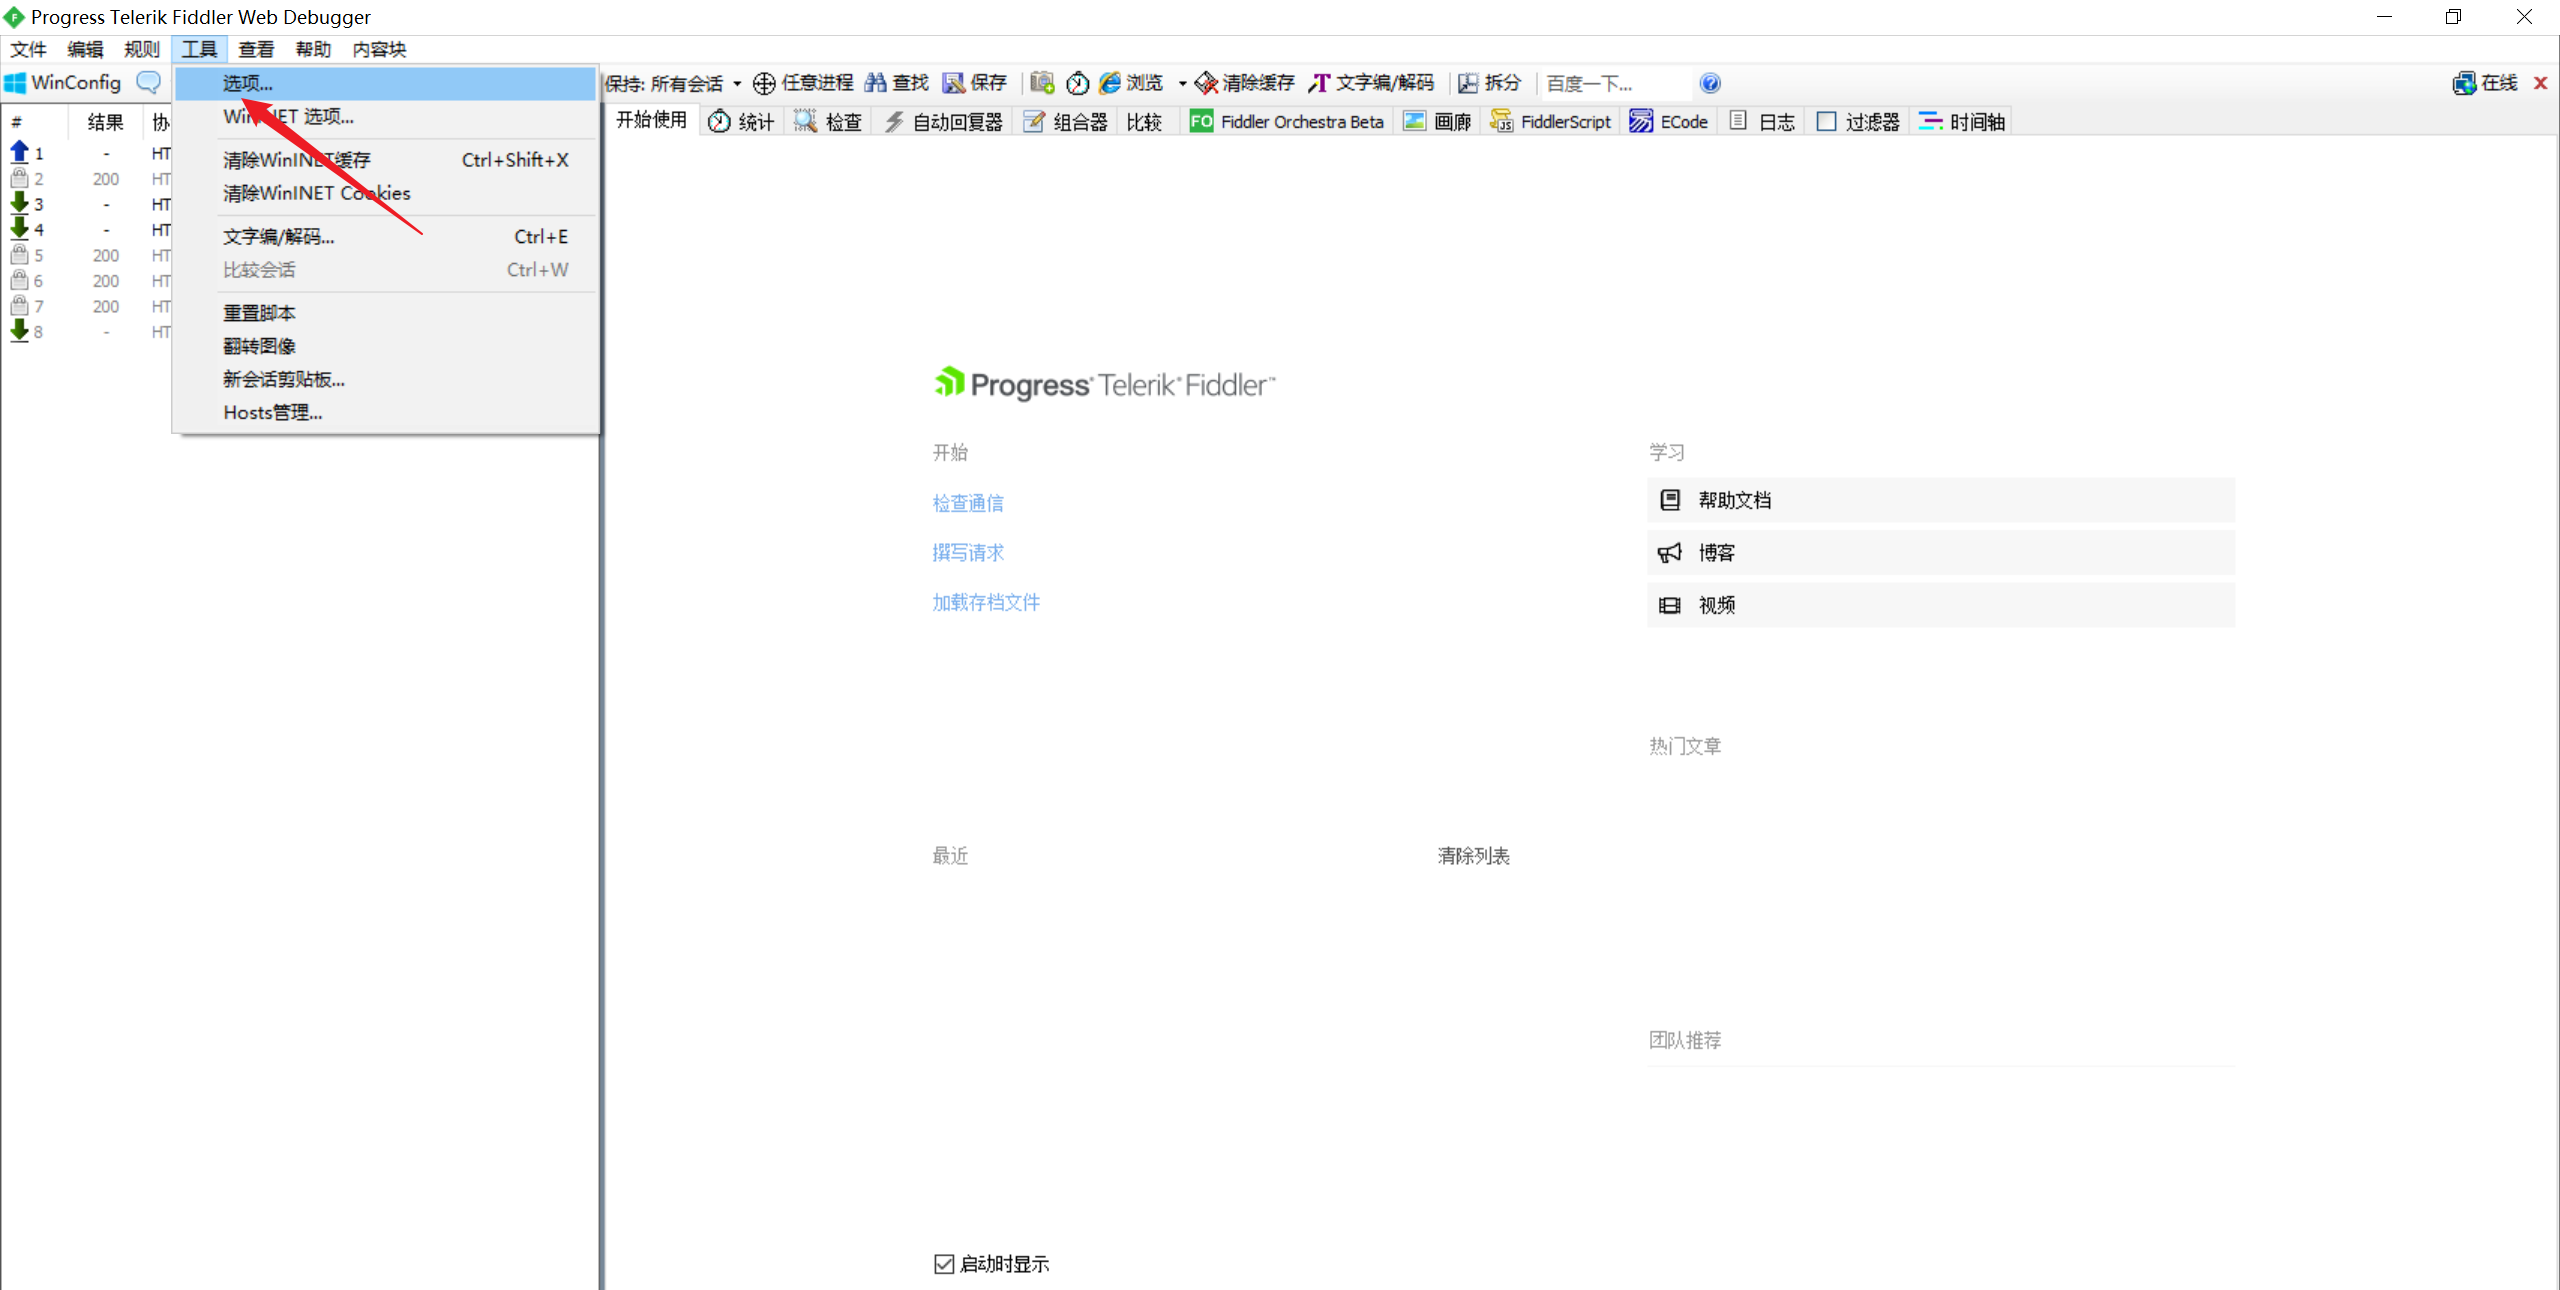 Progress Telerik Fiddler Web Debugger
文件 编辑 规则 工具 查看 帮助 内容块
WinConfig 保持: 所有会话 任意进程 查找 保存 浏览 清除缓存 文字编/解码 拆分 百度一下... 在线
开始使用 统计 检查 自动回复器 组合器 比较 FO Fiddler Orchestra Beta 画廊 FiddlerScript ECode 日志 过滤器 时间轴
# 结果 协
1 - HT
2 200 HT
3 - HT
4 - HT
5 200 HT
6 200 HT
7 200 HT
8 - HT
选项...
WinINET 选项...
清除WinINET缓存 Ctrl+Shift+X
清除WinINET Cookies
文字编/解码... Ctrl+E
比较会话 Ctrl+W
重置脚本
翻转图像
新会话剪贴板...
Hosts管理...
Progress Telerik Fiddler
开始
检查通信
撰写请求
加载存档文件
学习
帮助文档
博客
视频
热门文章
最近 清除列表
团队推荐
启动时显示